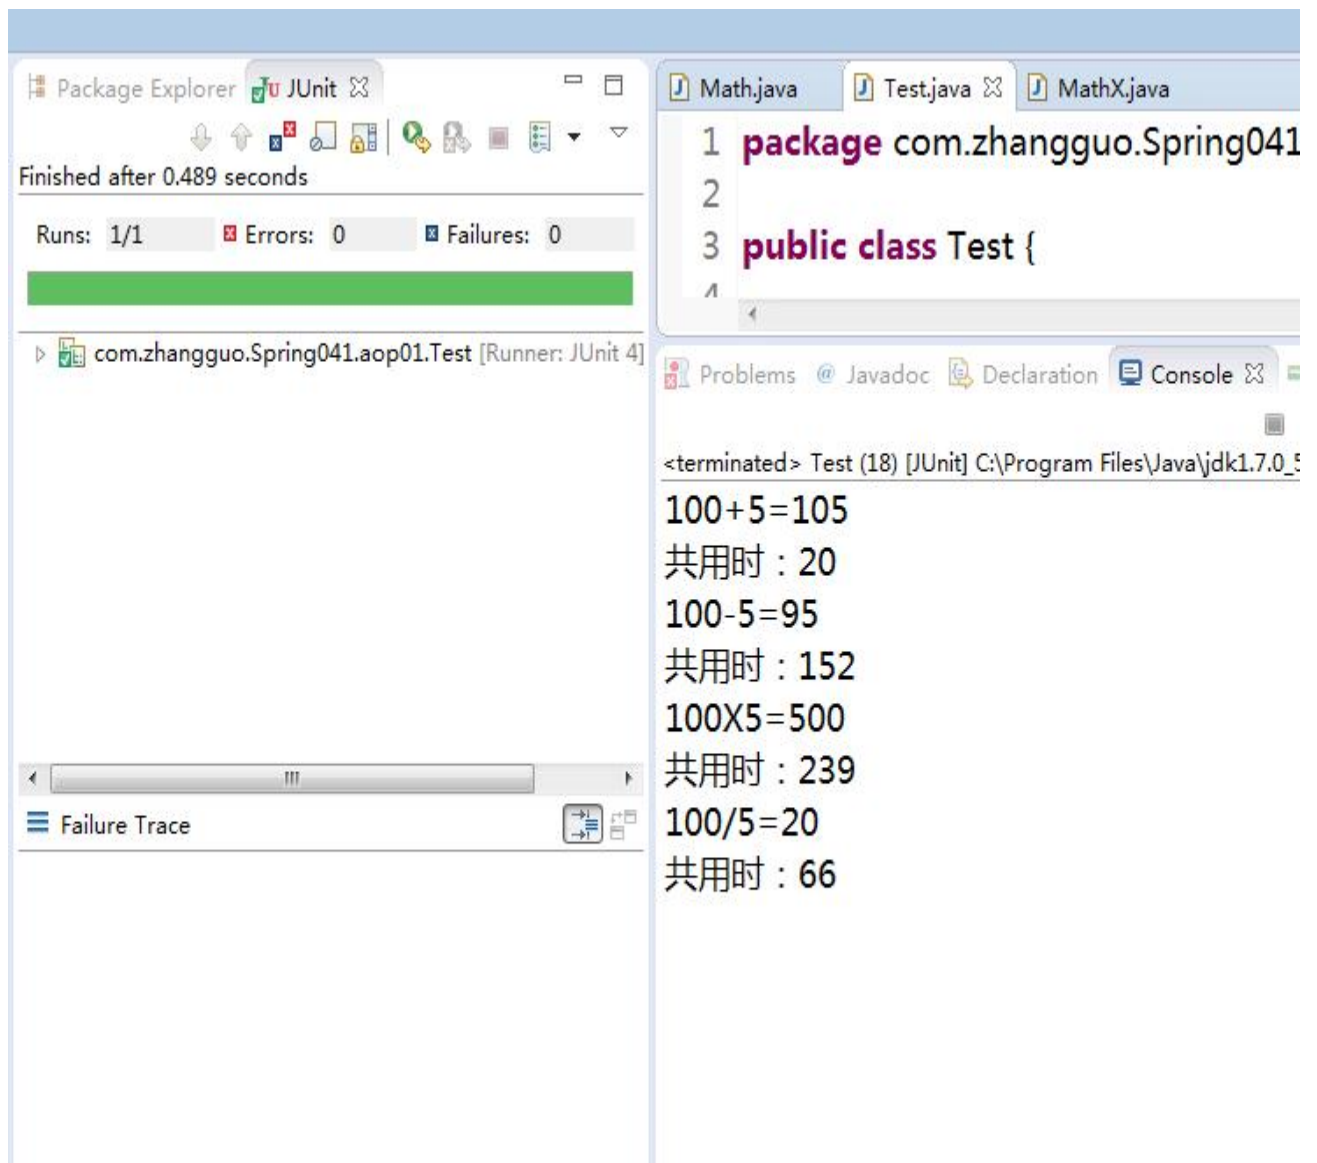 Package Explorer JUnit
Finished after 0.489 seconds
Runs: 1/1 Errors: 0 Failures: 0
com.zhangguo.Spring041.aop01.Test [Runner: JUnit 4]
Failure Trace
Math.java Test.java MathX.java
1 package com.zhangguo.Spring041
2
3 public class Test {
4
Problems @ Javadoc Declaration Console
<terminated> Test (18) [JUnit] C:\Program Files\Java\jdk1.7.0_5
100+5=105
共用时：20
100-5=95
共用时：152
100X5=500
共用时：239
100/5=20
共用时：66